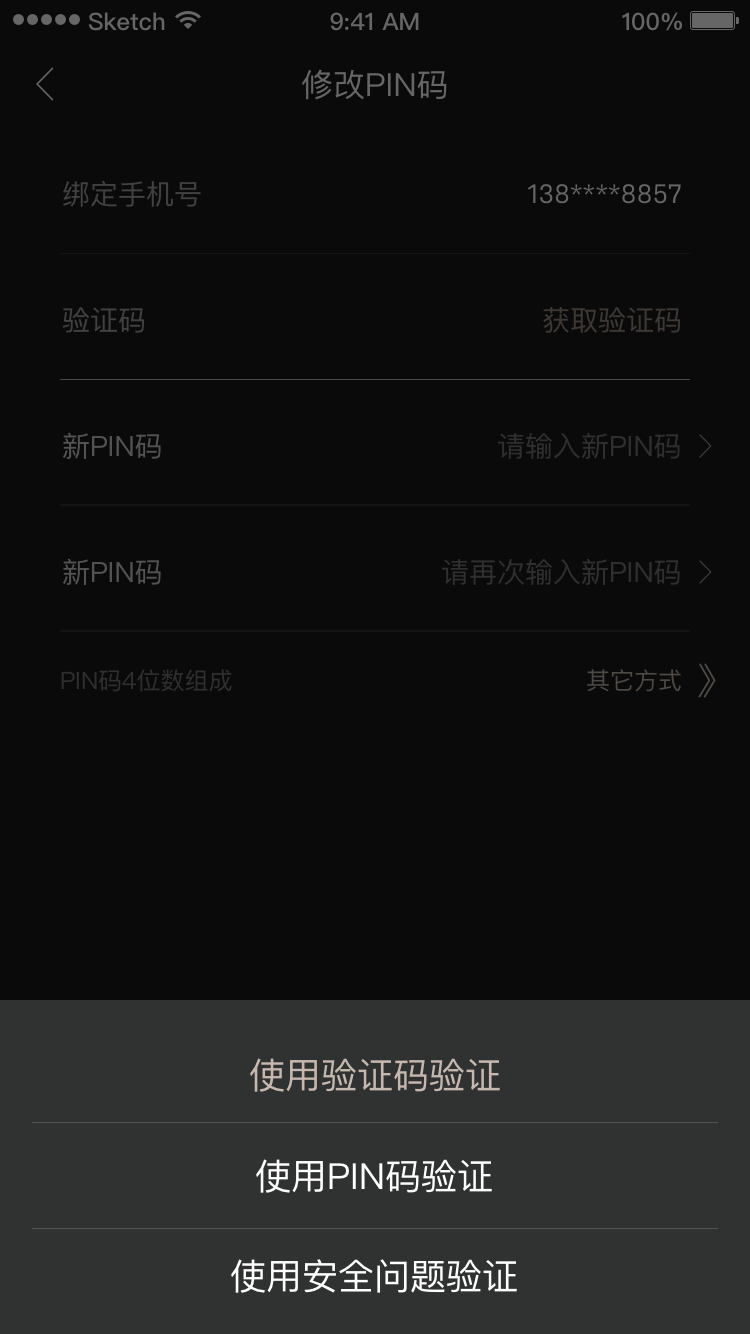 Sketch 9:41 AM 100%
修改PIN码
绑定手机号 138****8857
验证码 获取验证码
新PIN码 请输入新PIN码
新PIN码 请再次输入新PIN码
PIN码4位数组成 其它方式
使用验证码验证
使用PIN码验证
使用安全问题验证